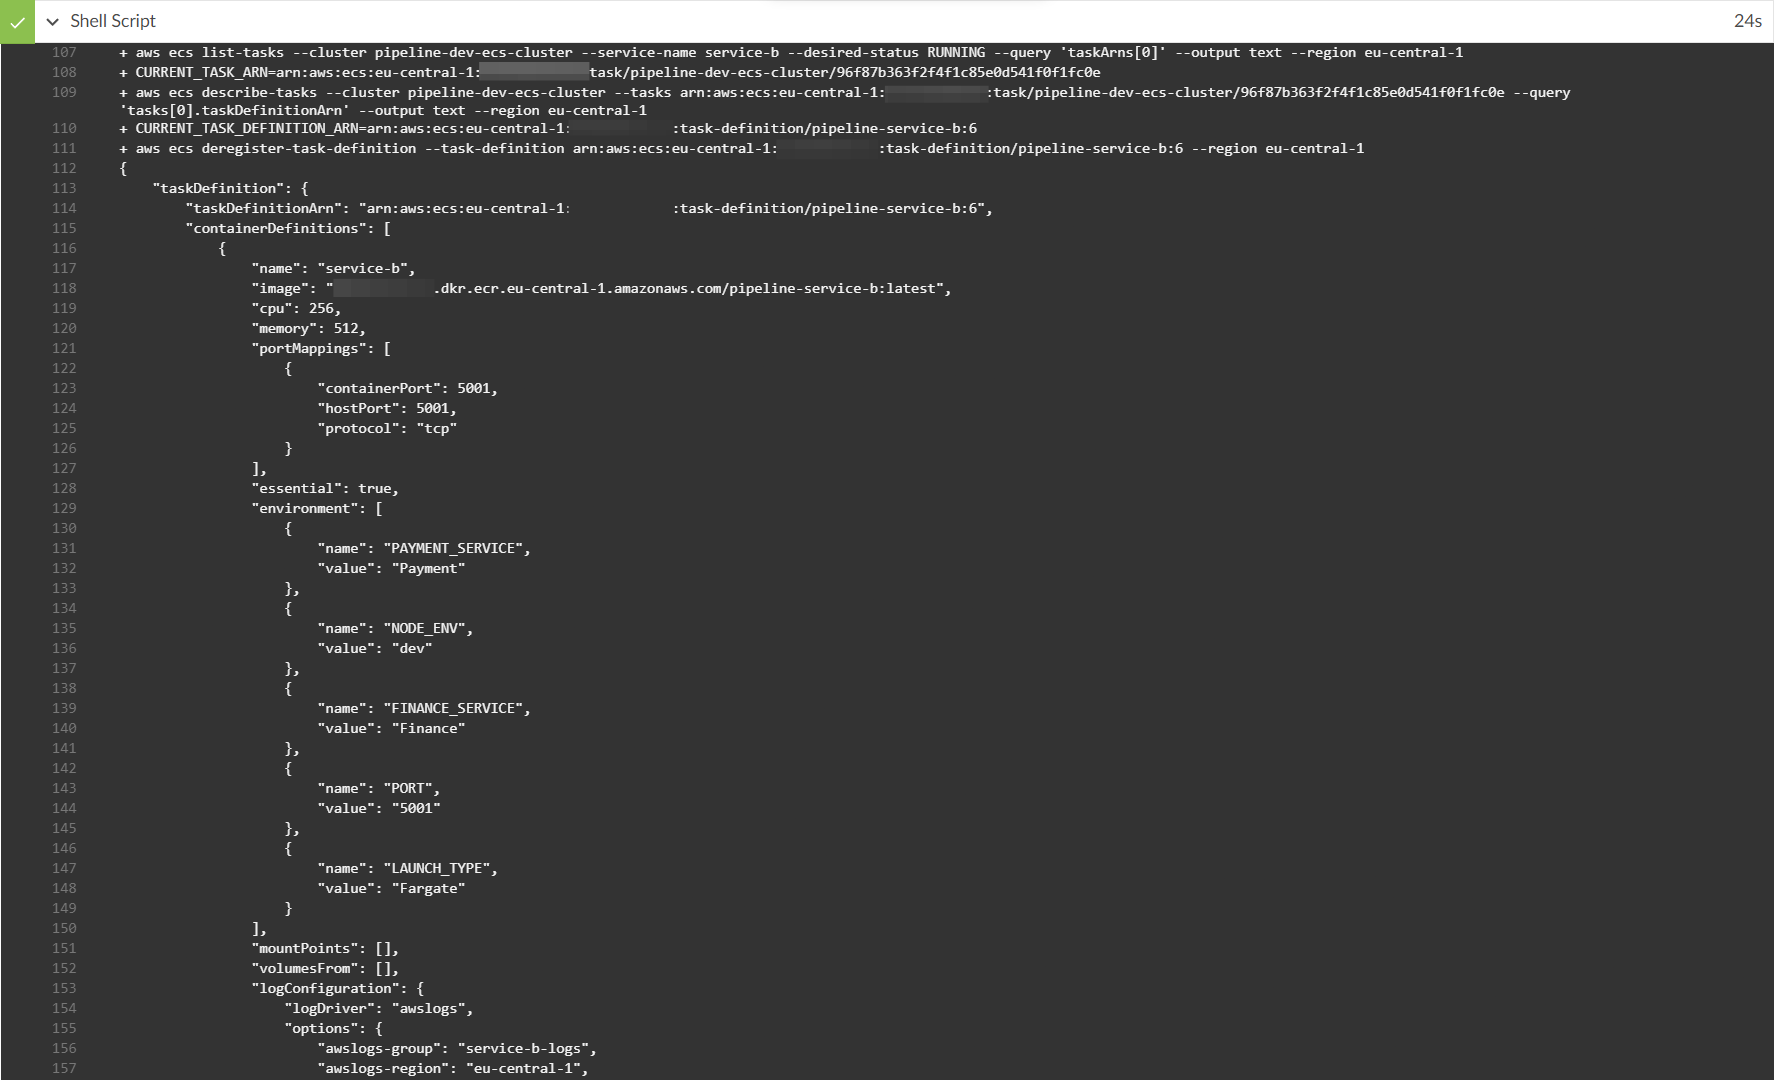 Shell Script
24s
107 + aws ecs list-tasks --cluster pipeline-dev-ecs-cluster --service-name service-b --desired-status RUNNING --query 'taskArns[0]' --output text --region eu-central-1
108 + CURRENT_TASK_ARN=arn:aws:ecs:eu-central-1: task/pipeline-dev-ecs-cluster/96f87b363f2f4f1c85e0d541f0f1fc0e
109 + aws ecs describe-tasks --cluster pipeline-dev-ecs-cluster --tasks arn:aws:ecs:eu-central-1: :task/pipeline-dev-ecs-cluster/96f87b363f2f4f1c85e0d541f0f1fc0e --query
'tasks[0].taskDefinitionArn' --output text --region eu-central-1
110 + CURRENT_TASK_DEFINITION_ARN=arn:aws:ecs:eu-central-1: :task-definition/pipeline-service-b:6
111 + aws ecs deregister-task-definition --task-definition arn:aws:ecs:eu-central-1: :task-definition/pipeline-service-b:6 --region eu-central-1
112 {
113 "taskDefinition": {
114 "taskDefinitionArn": "arn:aws:ecs:eu-central-1: :task-definition/pipeline-service-b:6",
115 "containerDefinitions": [
116 {
117 "name": "service-b",
118 "image": " .dkr.ecr.eu-central-1.amazonaws.com/pipeline-service-b:latest",
119 "cpu": 256,
120 "memory": 512,
121 "portMappings": [
122 {
123 "containerPort": 5001,
124 "hostPort": 5001,
125 "protocol": "tcp"
126 }
127 ],
128 "essential": true,
129 "environment": [
130 {
131 "name": "PAYMENT_SERVICE",
132 "value": "Payment"
133 },
134 {
135 "name": "NODE_ENV",
136 "value": "dev"
137 },
138 {
139 "name": "FINANCE_SERVICE",
140 "value": "Finance"
141 },
142 {
143 "name": "PORT",
144 "value": "5001"
145 },
146 {
147 "name": "LAUNCH_TYPE",
148 "value": "Fargate"
149 }
150 ],
151 "mountPoints": [],
152 "volumesFrom": [],
153 "logConfiguration": {
154 "logDriver": "awslogs",
155 "options": {
156 "awslogs-group": "service-b-logs",
157 "awslogs-region": "eu-central-1",